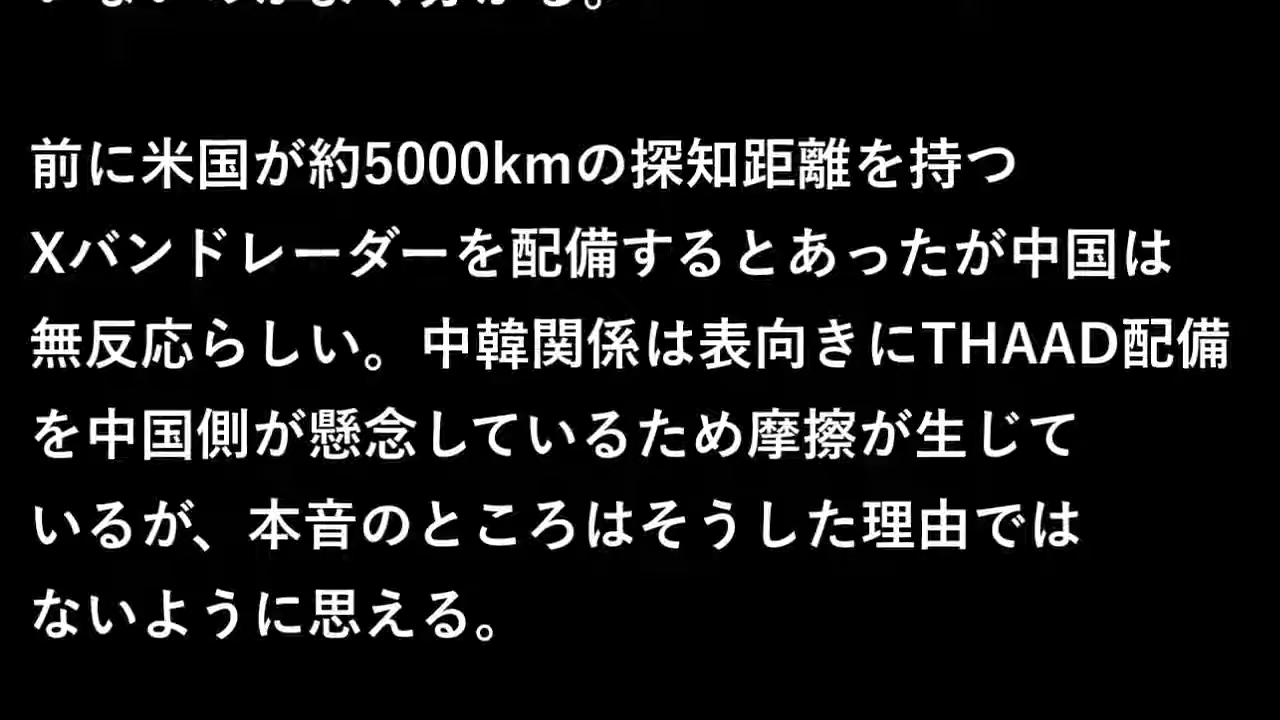 前に米国が約5000kmの探知距離を持つ
Xバンドレーダーを配備するとあったが中国は
無反応らしい。中韓関係は表向きにTHAAD配備
を中国側が懸念しているため摩擦が生じて
いるが、本音のところはそうした理由では
ないように思える。